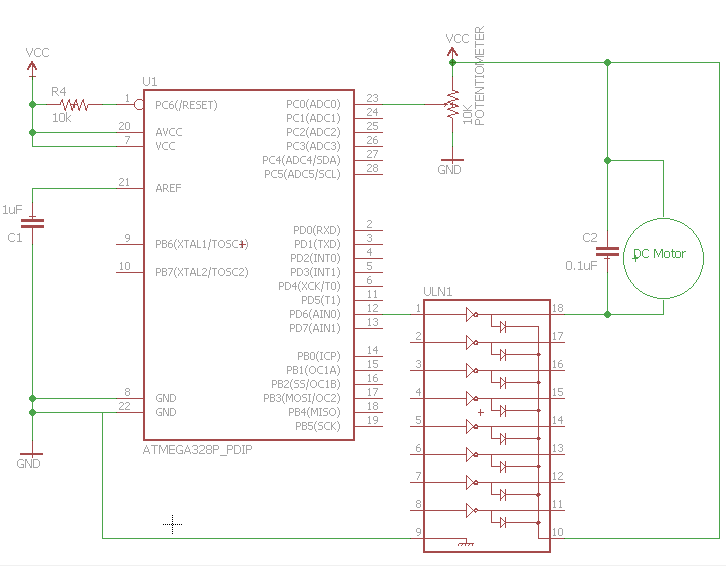 VCC
R4
10k
U1
1
PC6(/RESET)
20
AVCC
7
VCC
21
AREF
1uF
C1
9
PB6(XTAL1/TOSC1)
10
PB7(XTAL2/TOSC2)
8
GND
22
GND
GND
ATMEGA328P_PDIP
PC0(ADC0)
23
PC1(ADC1)
24
PC2(ADC2)
25
PC3(ADC3)
26
PC4(ADC4/SDA)
27
PC5(ADC5/SCL)
28
PD0(RXD)
2
PD1(TXD)
3
PD2(INT0)
4
PD3(INT1)
5
PD4(XCK/T0)
6
PD5(T1)
11
PD6(AIN0)
12
PD7(AIN1)
13
PB0(ICP)
14
PB1(OC1A)
15
PB2(SS/OC1B)
16
PB3(MOSI/OC2)
17
PB4(MISO)
18
PB5(SCK)
19
VCC
10K
POTENTIOMETER
GND
ULN1
1
2
3
4
5
6
7
8
9
18
17
16
15
14
13
12
11
10
C2
0.1uF
DC Motor